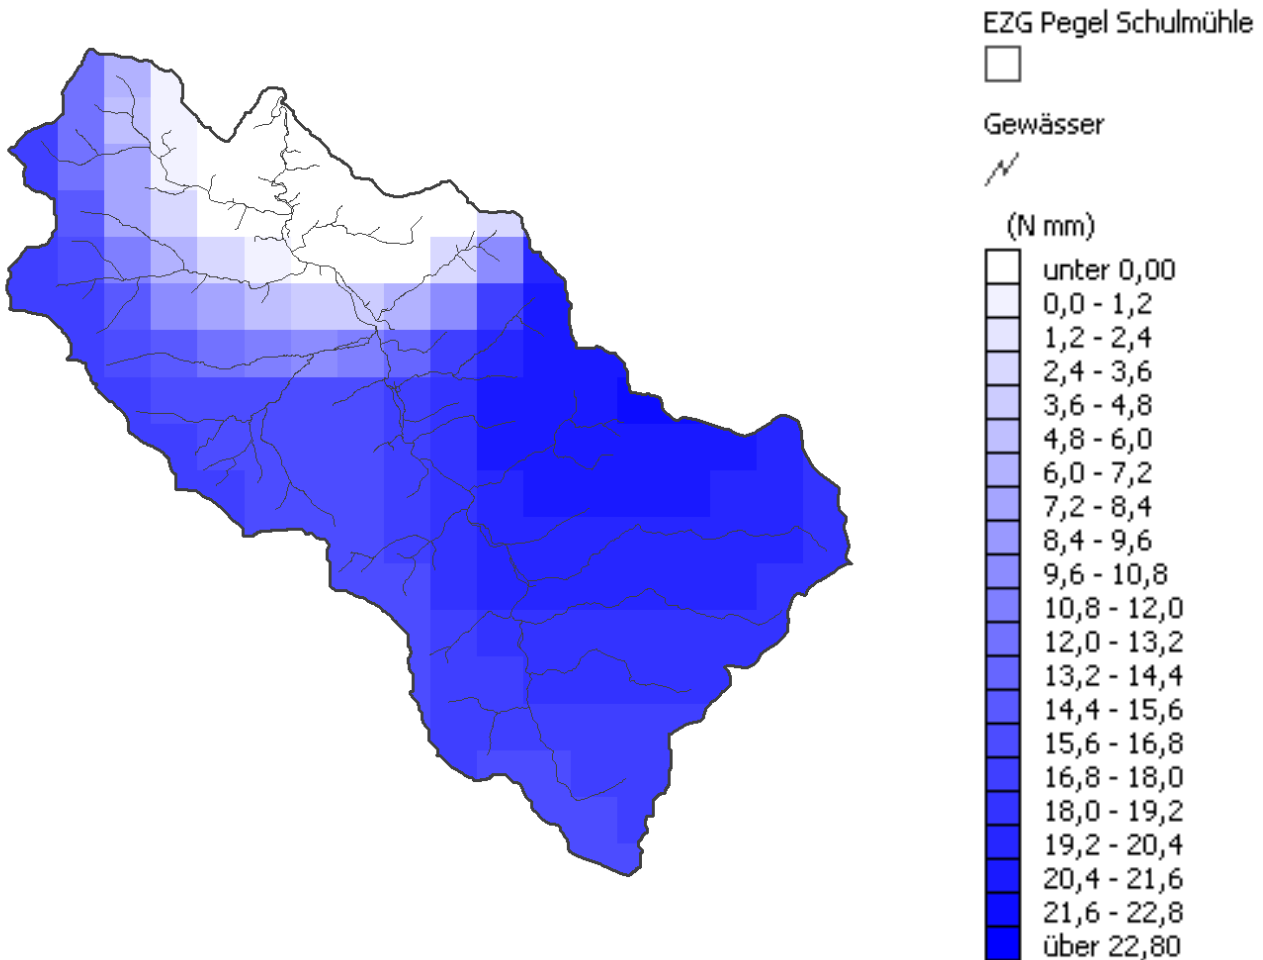 EZG Pegel Schulmühle
Gewässer
(N mm)
unter 0,00
0,0 - 1,2
1,2 - 2,4
2,4 - 3,6
3,6 - 4,8
4,8 - 6,0
6,0 - 7,2
7,2 - 8,4
8,4 - 9,6
9,6 - 10,8
10,8 - 12,0
12,0 - 13,2
13,2 - 14,4
14,4 - 15,6
15,6 - 16,8
16,8 - 18,0
18,0 - 19,2
19,2 - 20,4
20,4 - 21,6
21,6 - 22,8
über 22,80